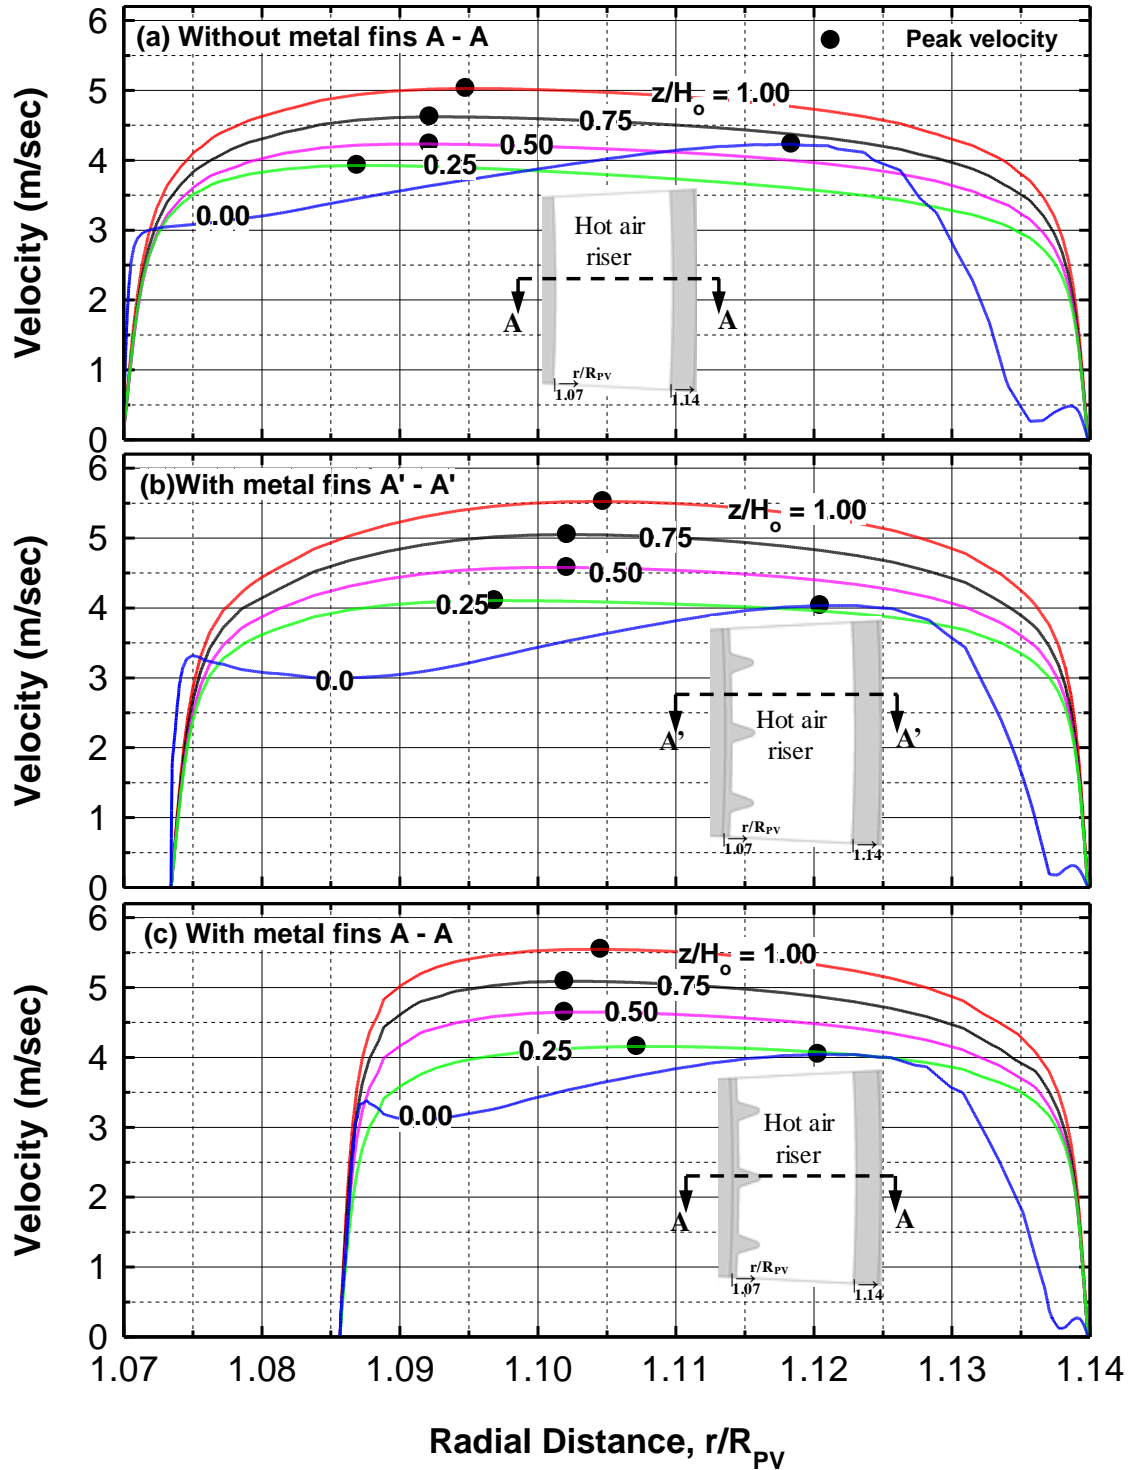 6
(a) Without metal fins A - A
Peak velocity
5
z/Ho = 1.00
0.75
0.50
4
0.25
0.00
3
Hot air
riser
2
A
A
1
r/RPV
1.07
1.14
0
Velocity (m/sec)
6
(b)With metal fins A' - A'
z/Ho = 1.00
5
0.75
0.50
4
0.25
3
0.0
Hot air
riser
A’
A’
2
1
r/RPV
1.07
1.14
0
Velocity (m/sec)
6
(c) With metal fins A - A
z/Ho = 1.00
5
0.75
0.50
0.25
4
0.00
3
Hot air
riser
2
A
A
1
r/RPV
1.07
1.14
0
Velocity (m/sec)
1.07 1.08 1.09 1.10 1.11 1.12 1.13 1.14
Radial Distance, r/RPV